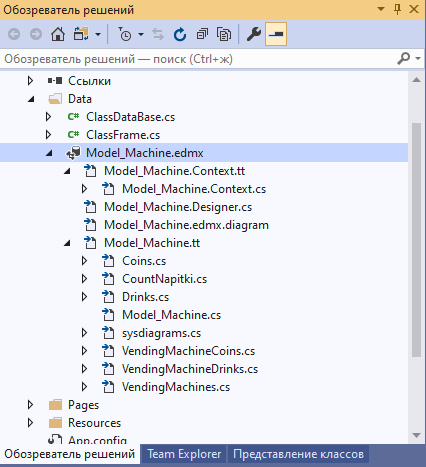 Обозреватель решений
Обозреватель решений — поиск (Ctrl+ж)
Ссылки
Data
C# ClassDataBase.cs
C# ClassFrame.cs
Model_Machine.edmx
Model_Machine.Context.tt
Model_Machine.Context.cs
Model_Machine.Designer.cs
Model_Machine.edmx.diagram
Model_Machine.tt
Coins.cs
CountNapitki.cs
Drinks.cs
Model_Machine.cs
sysdiagrams.cs
VendingMachineCoins.cs
VendingMachineDrinks.cs
VendingMachines.cs
Pages
Resources
App.config
Обозреватель решений Team Explorer Представление классов